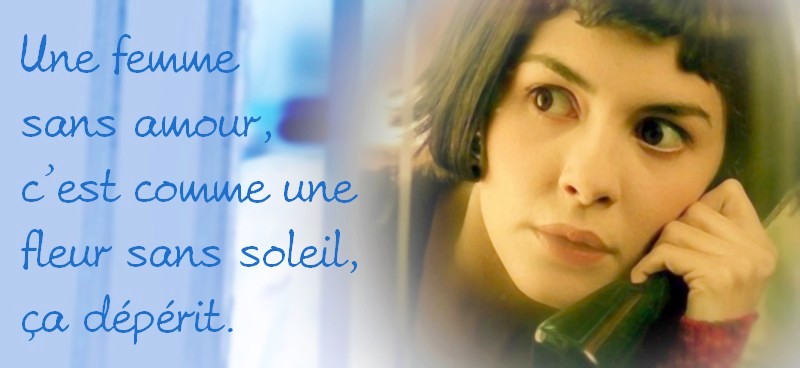 Une femme
sans amour,
c'est comme une
fleur sans soleil,
ça dépérit.